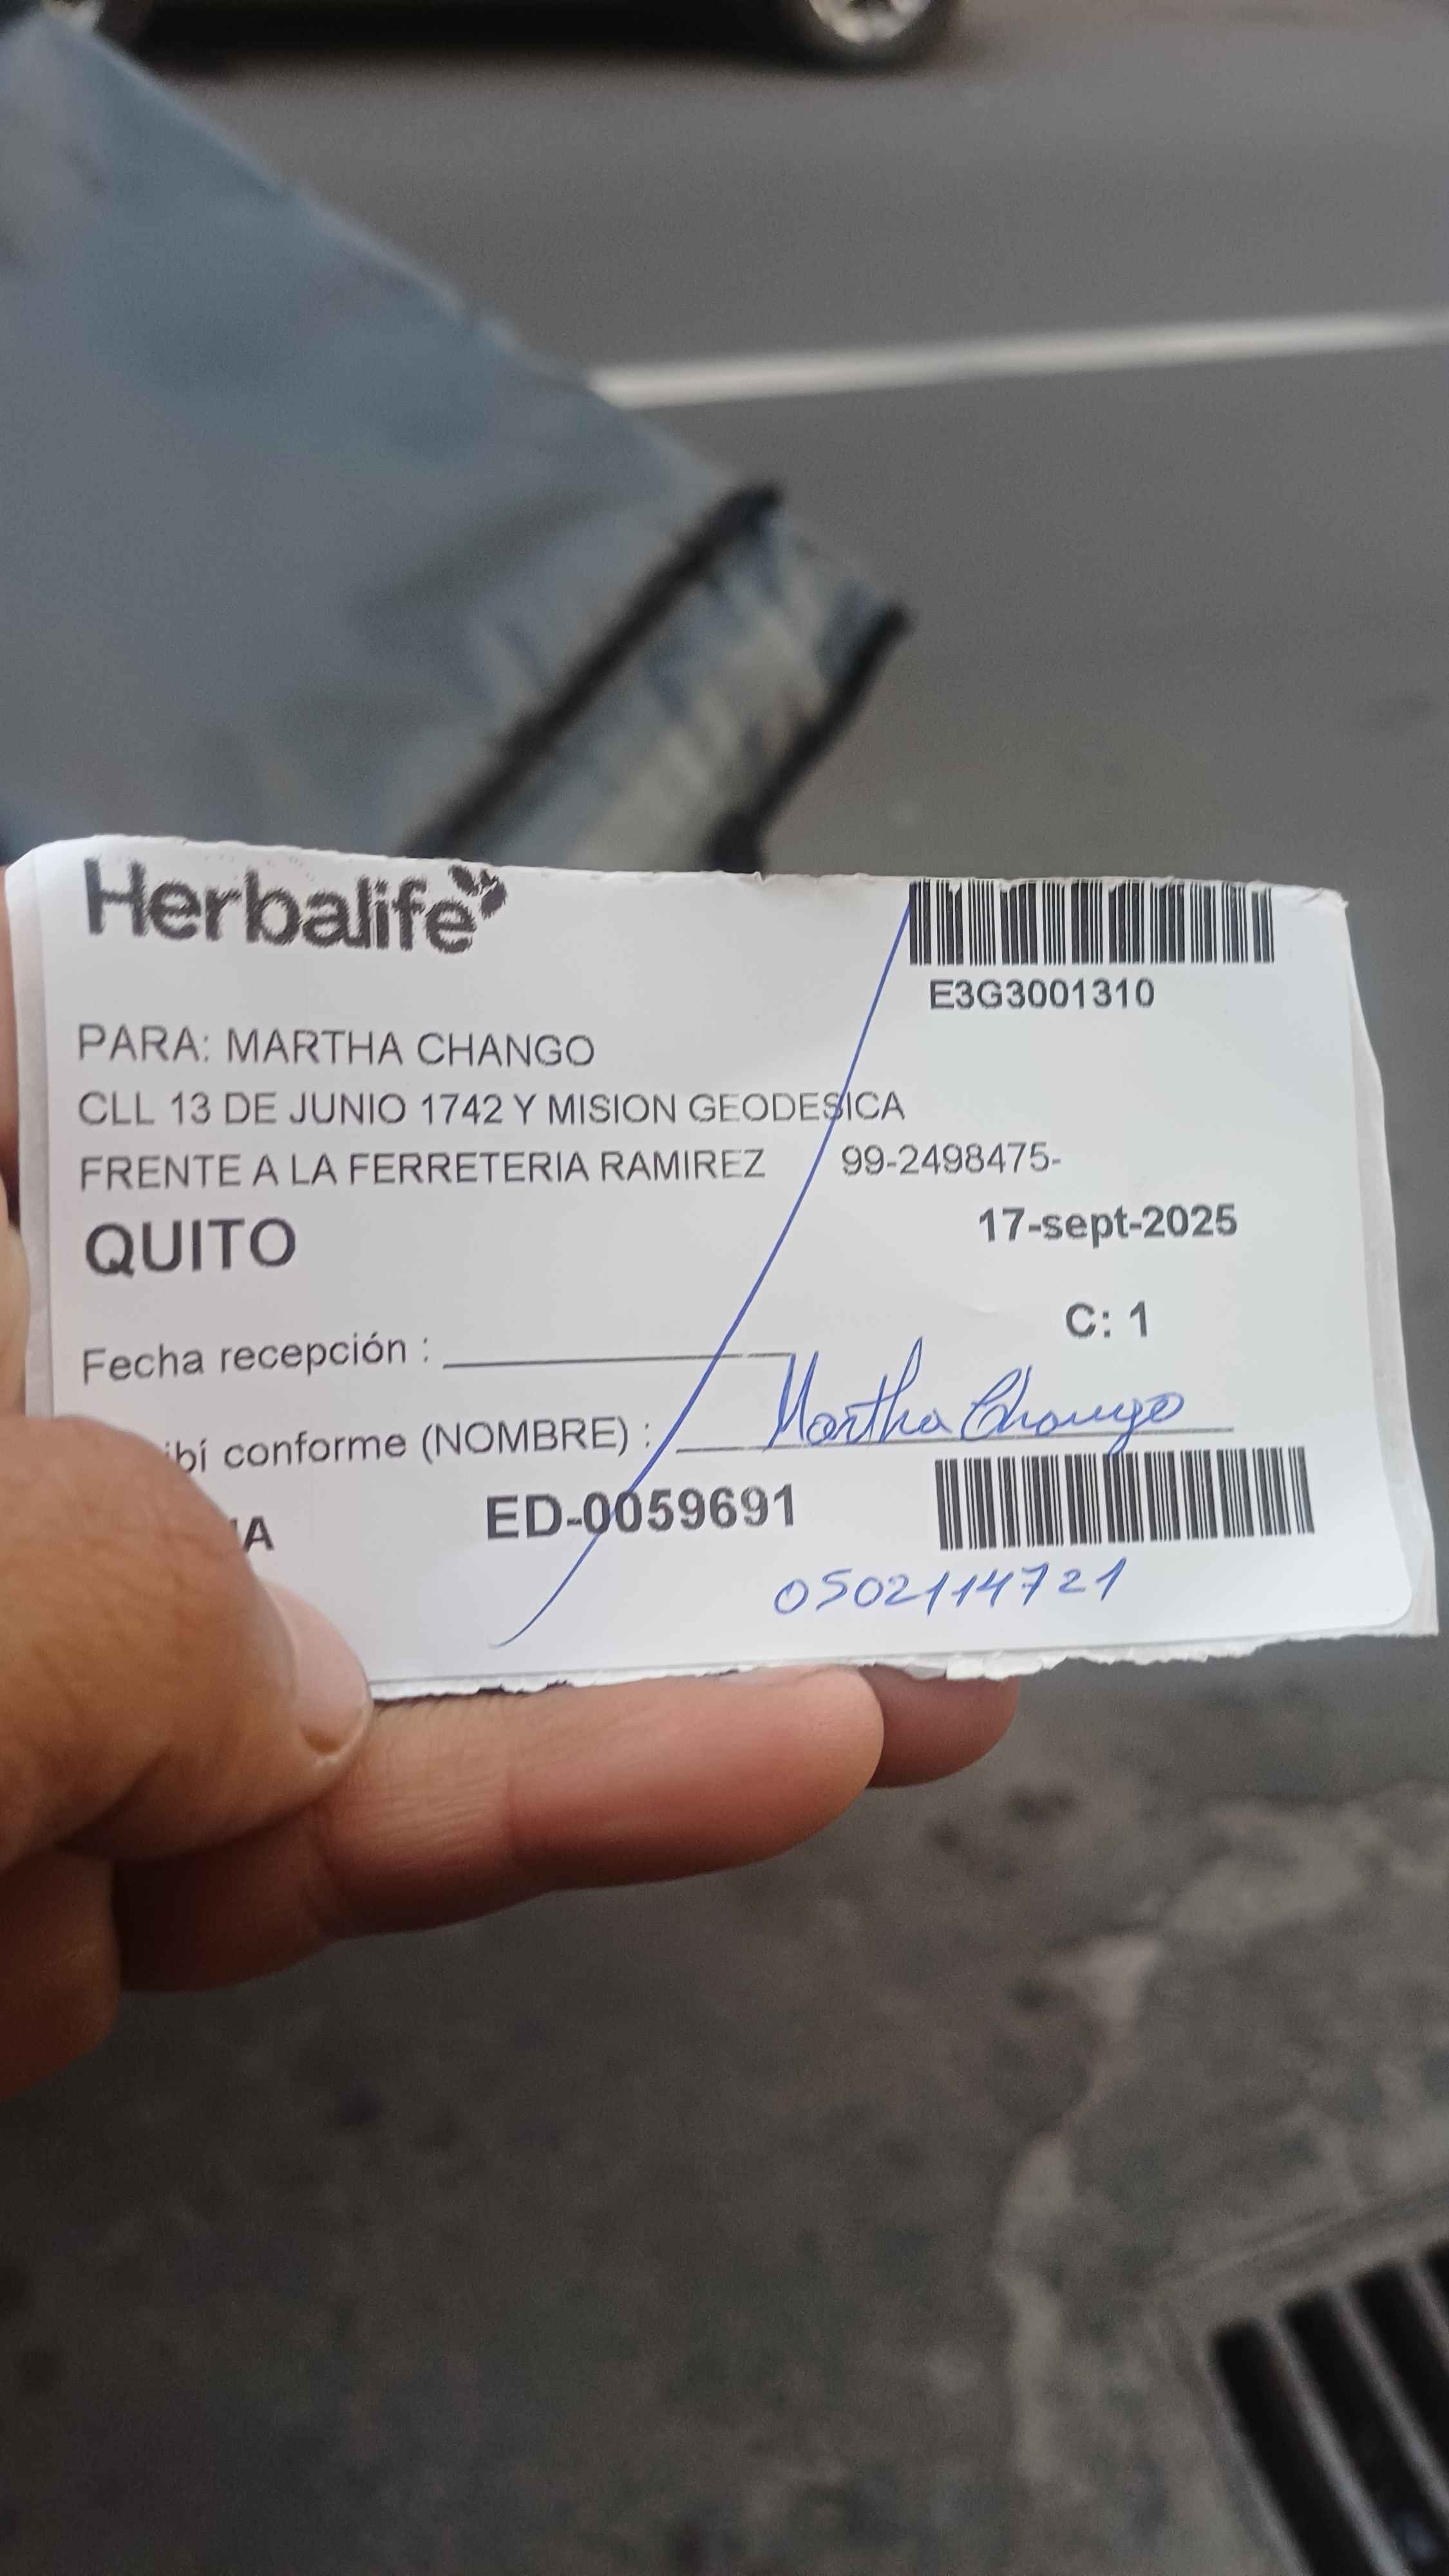 Herbalife
E3G3001310
PARA: MARTHA CHANGO
CLL 13 DE JUNIO 1742 Y MISION GEODESICA
FRENTE A LA FERRETERIA RAMIREZ 99-2498475-
QUITO
17-sept-2025
C: 1
Fecha recepción :
ibí conforme (NOMBRE) : Martha Chango
ED-0059691
0502114721